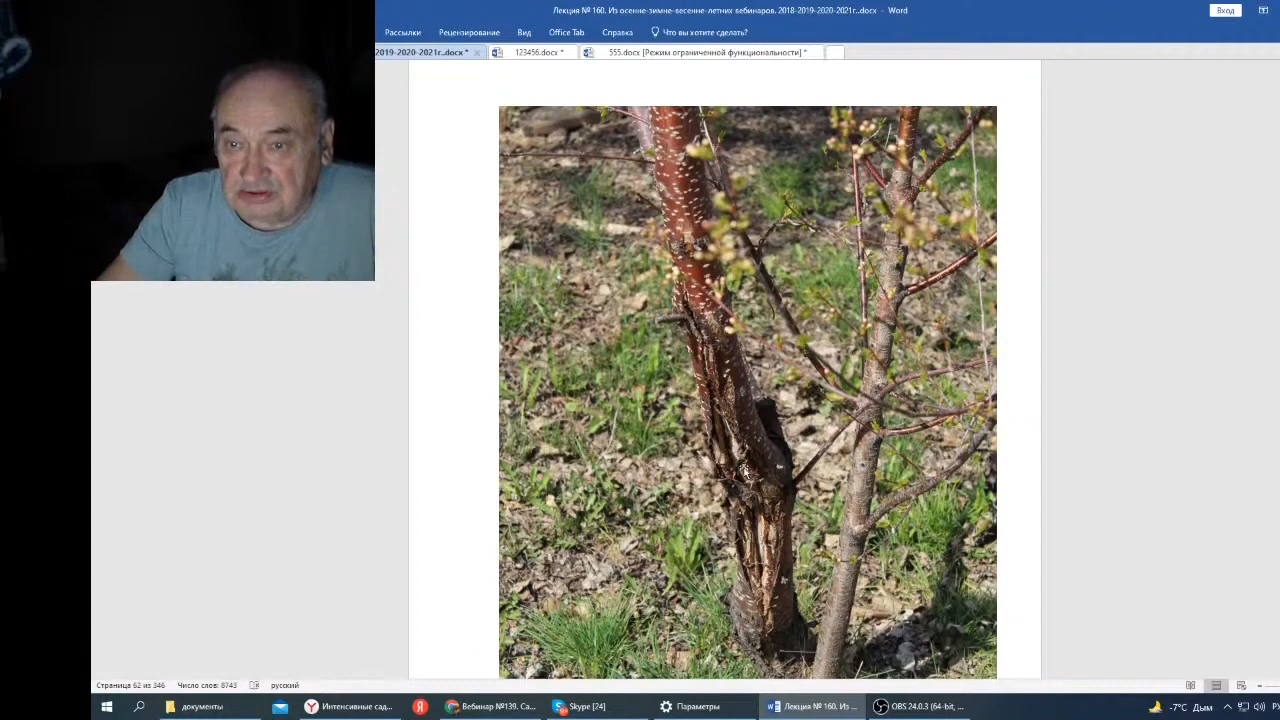 Лекция № 160. Из осенне-зимне-весенне-летних вебинаров. 2018-2019-2020-2021г..docx - Word
Вход
Рассылки Рецензирование Вид Office Tab Справка Что вы хотите сделать?
2019-2020-2021г..docx * 123456.docx * 555.docx [Режим ограниченной функциональности] *
Страница 62 из 346 Число слов: 8743 русский
документы Интенсивные сад... Вебинар №139. Са... Skype [24] Параметры Лекция № 160. Из ... OBS 24.0.3 (64-bit, ... -7°C Дым